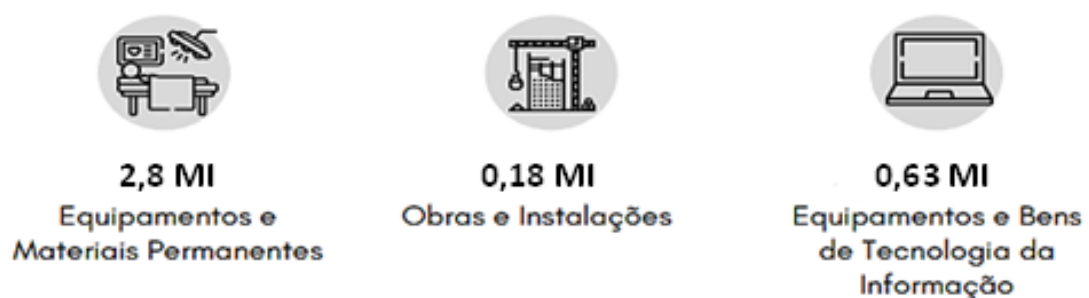 2,8 MI
Equipamentos e
Materiais Permanentes
0,18 MI
Obras e Instalações
0,63 MI
Equipamentos e Bens
de Tecnologia da
Informação